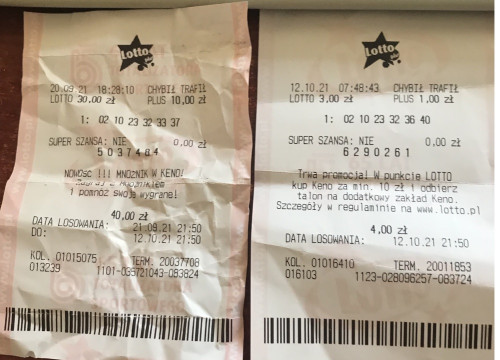 Lotto
plus
20.09.21 18:28:10 CHYBIŁ TRAFIŁ
LOTTO 30,00 zł PLUS 10,00 zł
1: 02 10 23 32 33 37
SUPER SZANSA: NIE 0,00 zł
5037484
NOWOŚĆ !!! MNOŻNIK W KENO!
i pomnóż swoją wygraną!
40,00 zł
DATA LOSOWANIA: 21.09.21 21:50
DO: 12.10.21 21:50
KOL. 01015075 TERM. 20037708
013239 1101-035721043-083824
Lotto
plus
12.10.21 07:48:43 CHYBIŁ TRAFIŁ
LOTTO 3,00 zł PLUS 1,00 zł
1: 02 10 23 32 36 40
SUPER SZANSA: NIE 0,00 zł
6290261
Trwa promocja! W punkcie LOTTO
kup Keno za min. 10 zł i odbierz
talon na dodatkowy zakład Keno.
Szczegóły w regulaminie na www.lotto.pl
4,00 zł
DATA LOSOWANIA: 12.10.21 21:50
KOL. 01016410 TERM. 20011853
016103 1123-028096257-083724